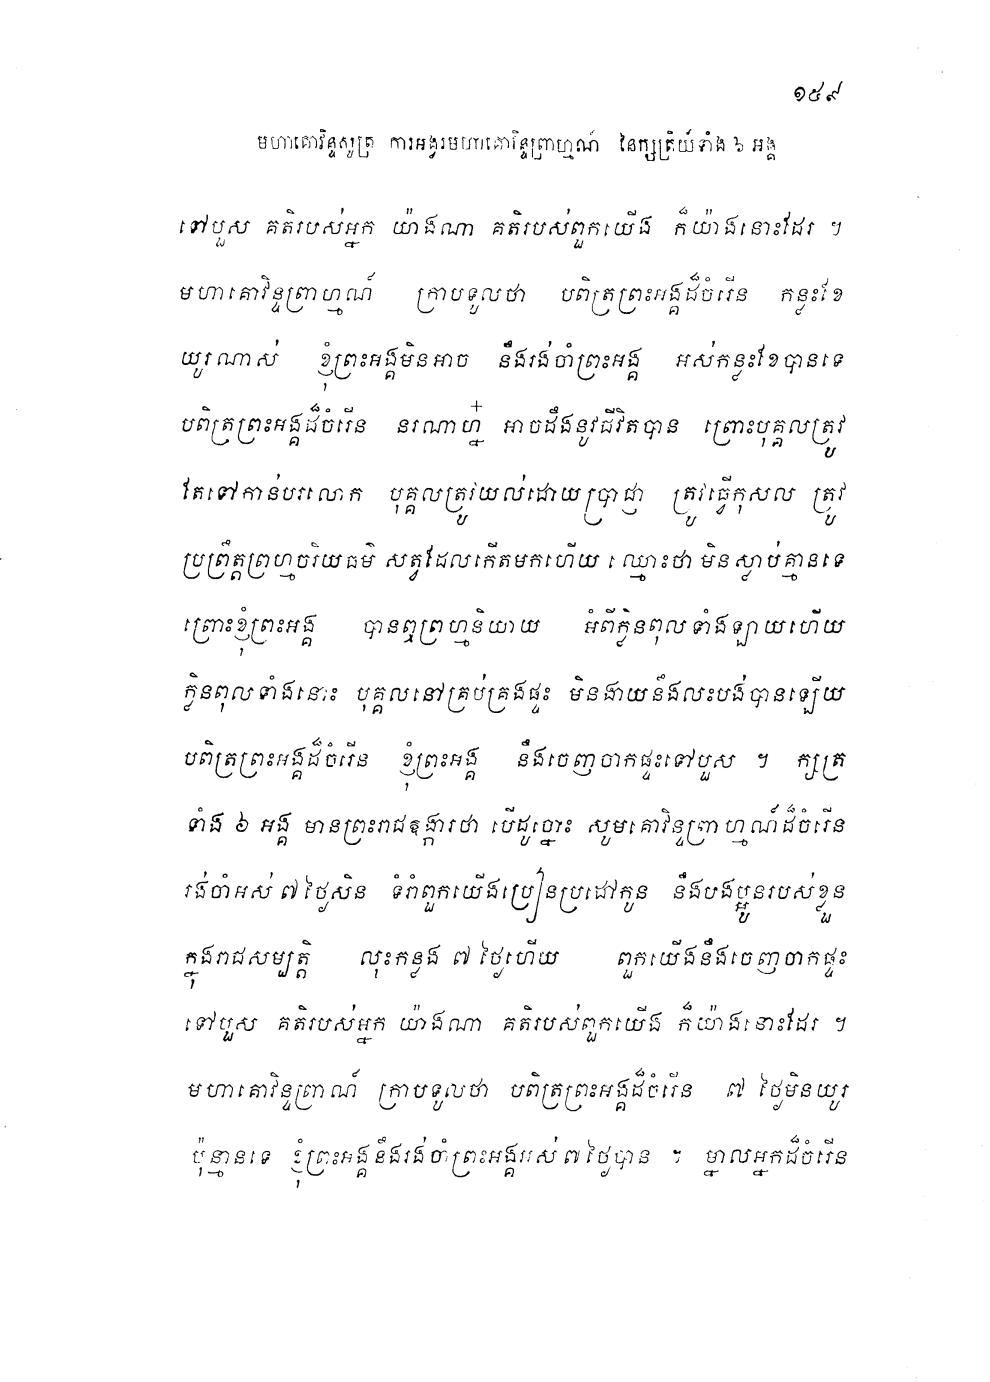 ១៥៩
មហាគោវិន្ទសូត្រ ការអង្វរមហាគោវិន្ទព្រាហ្មណ៍ នៃក្សត្រិយ៍ទាំង ៦ អង្គ
ទៅបួស គតិរបស់អ្នក យ៉ាងណា គតិរបស់ពួកយើង ក៏យ៉ាងនោះដែរ ។
មហាគោវិន្ទព្រាហ្មណ៍ ក្រាបទូលថា បពិត្រព្រះអង្គដ៏ចំរើន កន្លះខែ
យូរណាស់ ខ្ញុំព្រះអង្គមិនអាច នឹងរង់ចាំព្រះអង្គ អស់កន្លះខែបានទេ
បពិត្រព្រះអង្គដ៏ចំរើន នរណាហ្ន៎ អាចដឹងនូវជីវិតបាន ព្រោះបុគ្គលត្រូវ
តែទៅកាន់បរលោក បុគ្គលត្រូវយល់ដោយប្រាជ្ញា ត្រូវធ្វើកុសល ត្រូវ
ប្រព្រឹត្តព្រហ្មចរិយធម៌ សត្វដែលកើតមកហើយ ឈ្មោះថា មិនស្លាប់គ្មានទេ
ព្រោះខ្ញុំព្រះអង្គ បានឮព្រហ្មនិយាយ អំពីក្លិនពុលទាំងឡាយហើយ
ក្លិនពុលទាំងនោះ បុគ្គលនៅគ្រប់គ្រងផ្ទះ មិនងាយនឹងលះបង់បានឡើយ
បពិត្រព្រះអង្គដ៏ចំរើន ខ្ញុំព្រះអង្គ នឹងចេញចាកផ្ទះទៅបួស ។ ក្សត្រ
ទាំង ៦ អង្គ មានព្រះរាជឱង្ការថា បើដូច្នោះ សូមគោវិន្ទព្រាហ្មណ៍ដ៏ចំរើន
រង់ចាំអស់ ៧ ថ្ងៃសិន ទំរាំពួកយើងប្រៀនប្រដៅកូន នឹងបងប្អូនរបស់ខ្លួន
ក្នុងរាជសម្បត្តិ លុះកន្លង ៧ ថ្ងៃហើយ ពួកយើងនឹងចេញចាកផ្ទះ
ទៅបួស គតិរបស់អ្នក យ៉ាងណា គតិរបស់ពួកយើង ក៏យ៉ាងនោះដែរ ។
មហាគោវិន្ទព្រាណ៍ ក្រាបទូលថា បពិត្រព្រះអង្គដ៏ចំរើន ៧ ថ្ងៃមិនយូរ
ប៉ុន្មានទេ ខ្ញុំព្រះអង្គនឹងរង់ចាំព្រះអង្គអស់ ៧ ថ្ងៃបាន ។ ម្នាលអ្នកដ៏ចំរើន